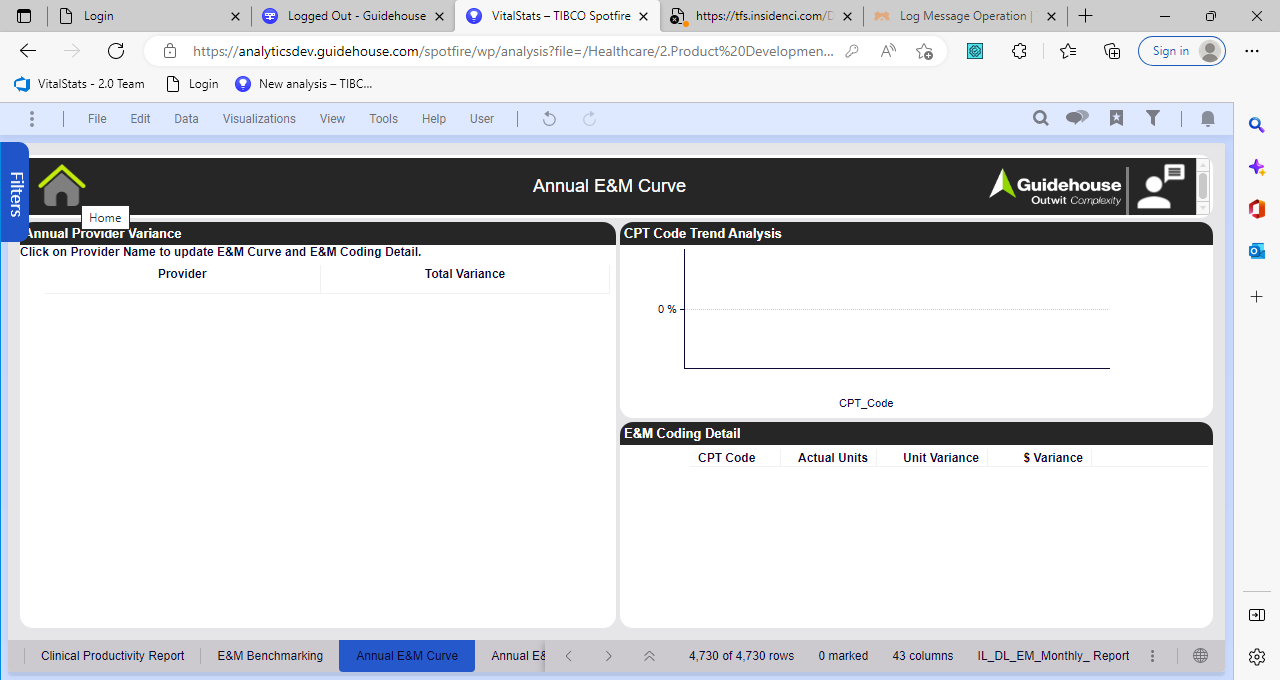 Login
Logged Out - Guidehouse
VitalStats – TIBCO Spotfire
https://tfs.insidenci.com/D
Log Message Operation |
https://analyticsdev.guidehouse.com/spotfire/wp/analysis?file=/Healthcare/2.Product%20Developmen...
Sign in
VitalStats - 2.0 Team
Login
New analysis – TIBC...
File
Edit
Data
Visualizations
View
Tools
Help
User
Filters
Annual E&M Curve
Guidehouse
Outwit Complexity
Home
Annual Provider Variance
Click on Provider Name to update E&M Curve and E&M Coding Detail.
Provider
Total Variance
CPT Code Trend Analysis
0 %
CPT_Code
E&M Coding Detail
CPT Code
Actual Units
Unit Variance
$ Variance
Clinical Productivity Report
E&M Benchmarking
Annual E&M Curve
Annual E&
4,730 of 4,730 rows
0 marked
43 columns
IL_DL_EM_Monthly_ Report